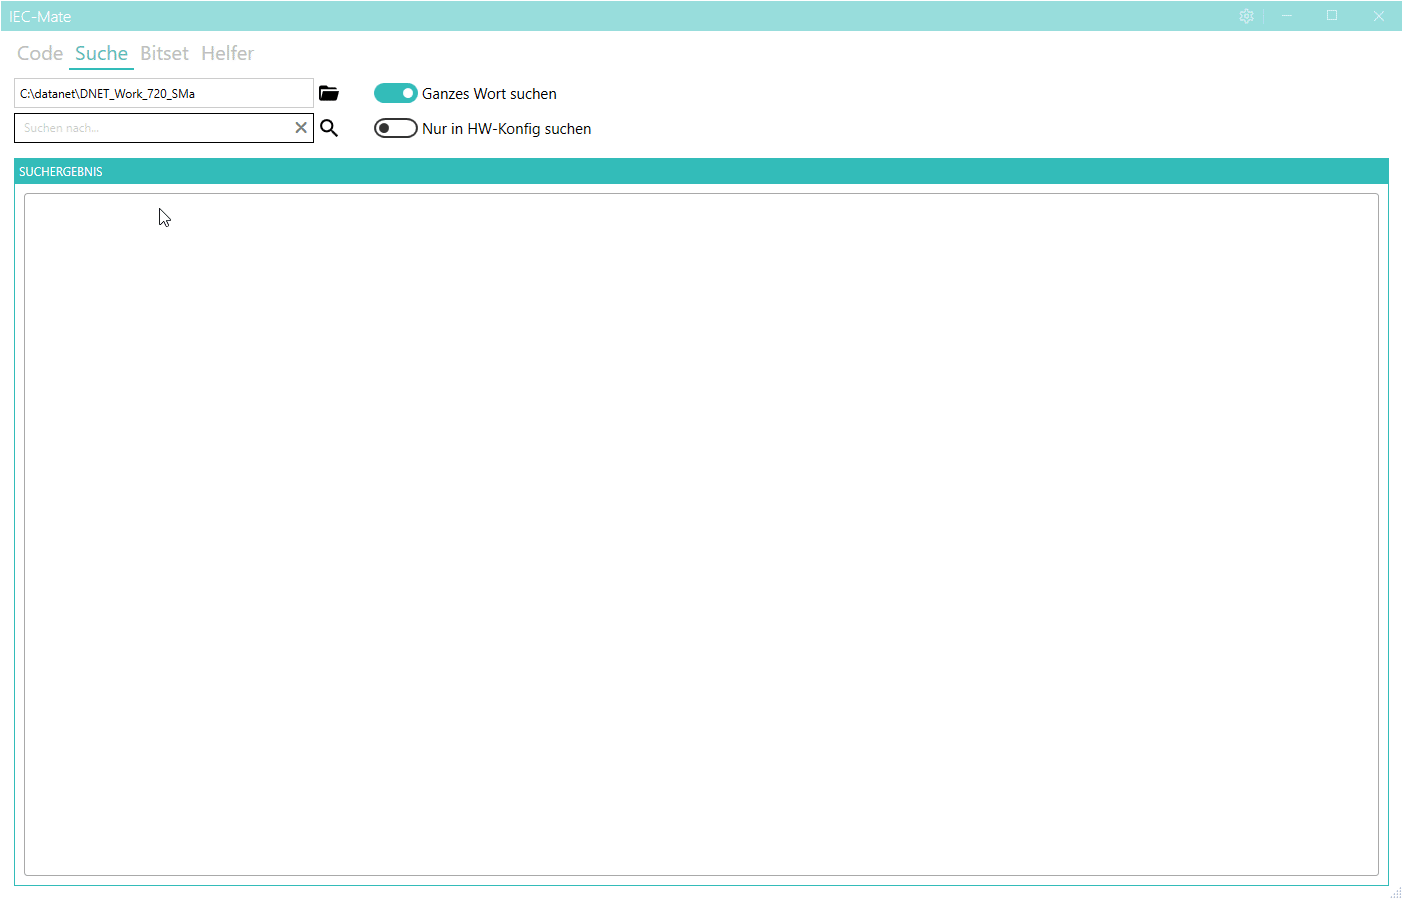 IEC-Mate
Code Suche Bitset Helfer
C:\datanet\DNET_Work_720_SMa
Ganzes Wort suchen
Suchen nach...
Nur in HW-Konfig suchen
SUCHERGEBNIS